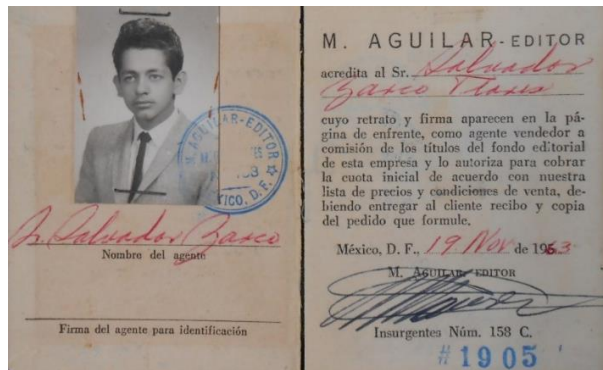 M. AGUILAR-EDITOR
MÉXICO, D. F.
Sr. Salvador Barco
Nombre del agente
Firma del agente para identificación
M. AGUILAR-EDITOR
acredita al Sr. Salvador
Barco Flores
cuyo retrato y firma aparecen en la pá-
gina de enfrente, como agente vendedor a
comisión de los títulos del fondo editorial
de esta empresa y lo autoriza para cobrar
la cuota inicial de acuerdo con nuestra
lista de precios y condiciones de venta, de-
biendo entregar al cliente recibo y copia
del pedido que formule.
México, D. F., 19 Nov de 1963
M. AGUILAR EDITOR
Insurgentes Núm. 158 C.
#1905